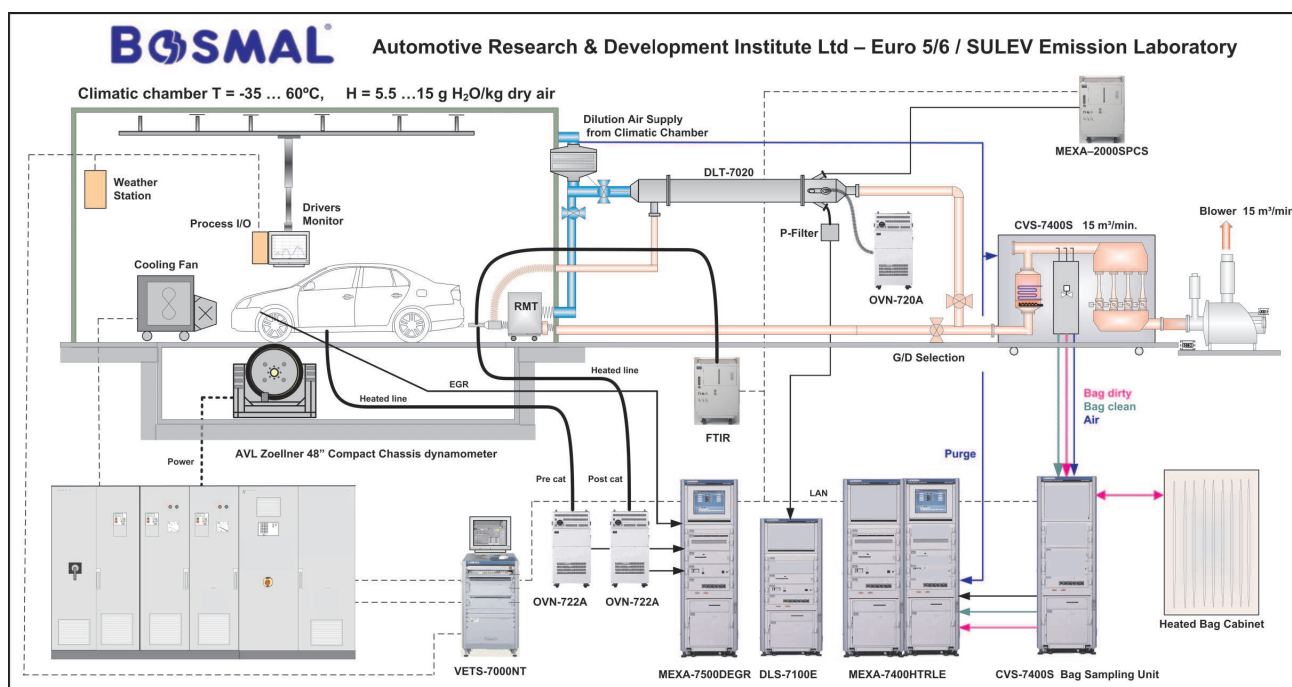 BOSMAL
Automotive Research & Development Institute Ltd – Euro 5/6 / SULEV Emission Laboratory
Climatic chamber T = -35 ... 60ºC, H = 5.5 ...15 g H₂O/kg dry air
Dilution Air Supply
from Climatic Chamber
MEXA–2000SPCS
DLT-7020
Weather
Station
Process I/O
Drivers
Monitor
P-Filter
OVN-720A
CVS-7400S 15 m³/min.
Blower 15 m³/min
Cooling Fan
RMT
G/D Selection
EGR
Heated line
Heated line
FTIR
Bag dirty
Bag clean
Air
AVL Zoellner 48” Compact Chassis dynamometer
Power
Purge
Pre cat
Post cat
LAN
OVN-722A
OVN-722A
Heated Bag Cabinet
VETS-7000NT
MEXA-7500DEGR
DLS-7100E
MEXA-7400HTRLE
CVS-7400S Bag Sampling Unit